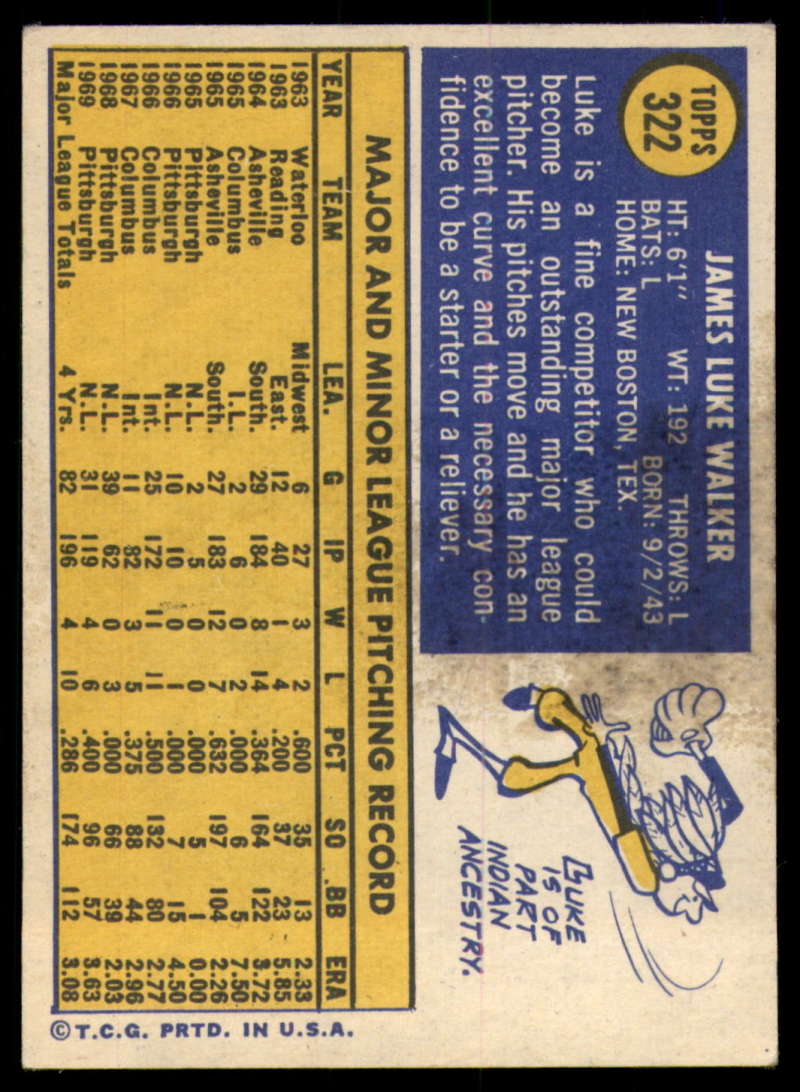 TOPPS
322
JAMES LUKE WALKER
HT: 6'1" WT: 192 THROWS: L
BATS: L BORN: 9/2/43
HOME: NEW BOSTON, TEX.
Luke is a fine competitor who could
become an outstanding major league
pitcher. His pitches move and he has an
excellent curve and the necessary con-
fidence to be a starter or a reliever.
LUKE
IS OF
PART
INDIAN
ANCESTRY.
MAJOR AND MINOR LEAGUE PITCHING RECORD
YEAR TEAM LEA. G IP W L PCT SO BB ERA
1963 Waterloo Midwest 6 27 3 2 .600 35 13 2.33
1963 Reading East. 12 40 1 4 .200 37 23 5.85
1964 Asheville South. 29 184 8 14 .364 164 122 3.72
1965 Columbus I.L. 2 6 0 2 .000 6 5 7.50
1965 Asheville South. 27 183 12 7 .632 197 104 2.26
1965 Pittsburgh N.L. 2 5 0 0 .000 5 1 0.00
1966 Pittsburgh N.L. 10 10 0 1 .000 7 15 4.50
1966 Columbus Int. 25 172 11 11 .500 132 80 2.77
1967 Columbus Int. 11 82 3 5 .375 88 44 2.96
1968 Pittsburgh N.L. 39 62 0 3 .000 66 39 2.03
1969 Pittsburgh N.L. 31 119 4 6 .400 96 57 3.63
Major League Totals 4 Yrs. 82 196 4 10 .286 174 112 3.08
© T.C.G. PRTD. IN U.S.A.